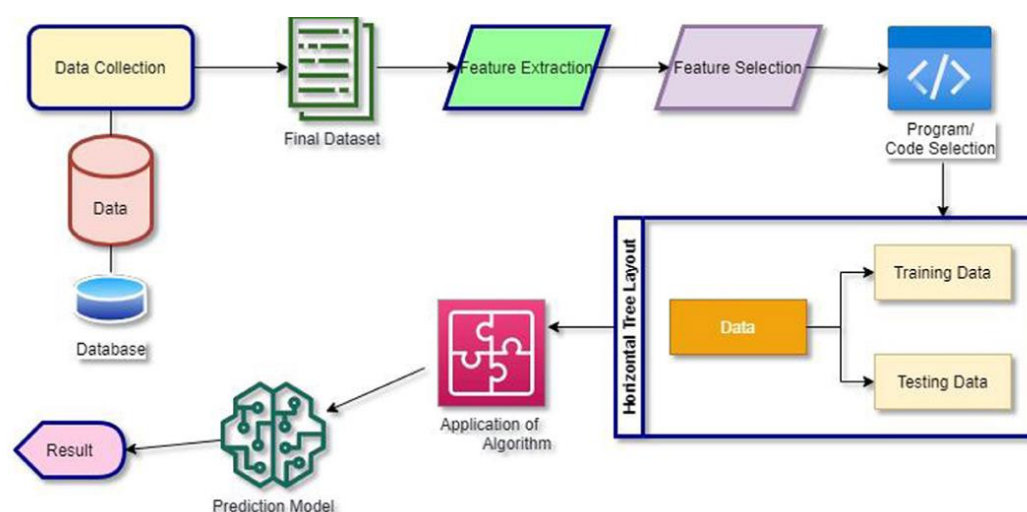 Data Collection
Final Dataset
Feature Extraction
Feature Selection
Program/
Code Selection
Data
Database
Horizontal Tree Layout
Data
Training Data
Testing Data
Application of
Algorithm
Prediction Model
Result